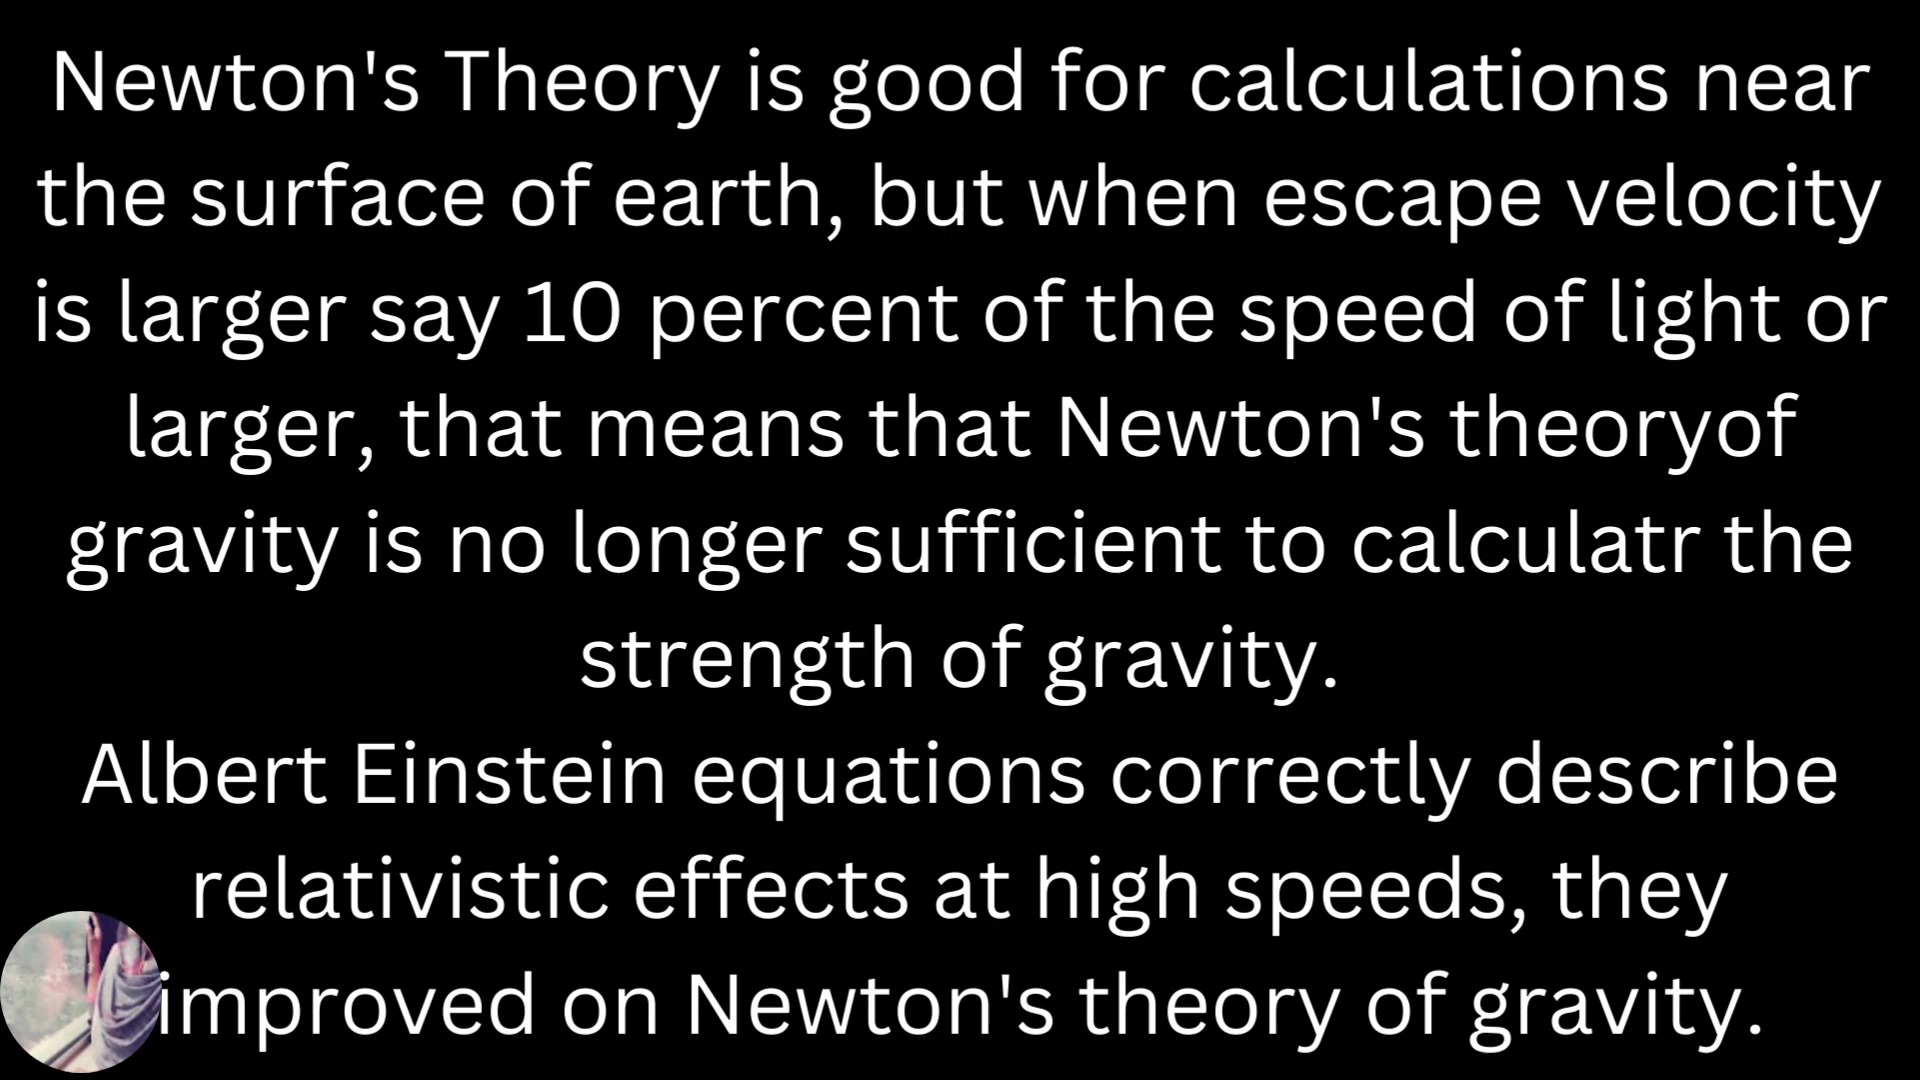 Newton's Theory is good for calculations near
the surface of earth, but when escape velocity
is larger say 10 percent of the speed of light or
larger, that means that Newton's theoryof
gravity is no longer sufficient to calculatr the
strength of gravity.
Albert Einstein equations correctly describe
relativistic effects at high speeds, they
improved on Newton's theory of gravity.